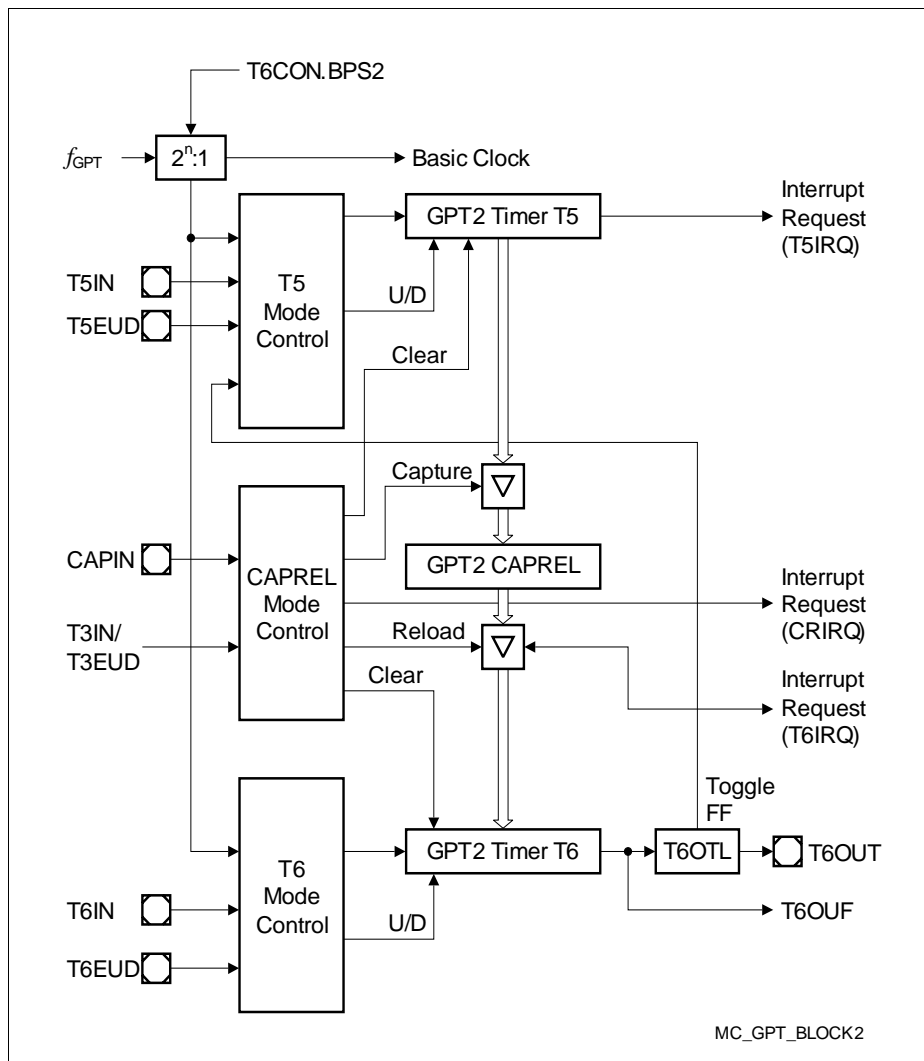 T6CON.BPS2
fGPT
2n:1
Basic Clock
Interrupt
Request
(T5IRQ)
GPT2 Timer T5
T5IN
T5
Mode
Control
U/D
T5EUD
Clear
Capture
CAPIN
CAPREL
Mode
Control
GPT2 CAPREL
Interrupt
Request
(CRIRQ)
T3IN/
T3EUD
Reload
Clear
Interrupt
Request
(T6IRQ)
Toggle
FF
GPT2 Timer T6
T6OTL
T6OUT
T6
Mode
Control
T6IN
U/D
T6OUF
T6EUD
MC_GPT_BLOCK2